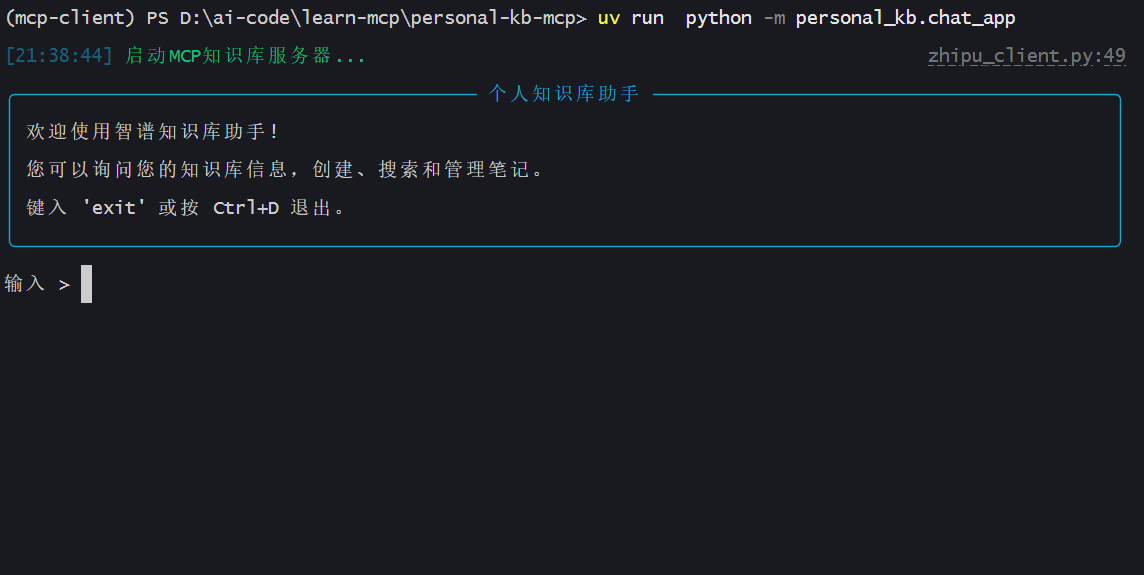 (mcp-client) PS D:\ai-code\learn-mcp\personal-kb-mcp> uv run  python -m personal_kb.chat_app
[21:38:44] 启动MCP知识库服务器... zhipu_client.py:49
个人知识库助手
欢迎使用智谱知识库助手!
您可以询问您的知识库信息，创建、搜索和管理笔记。
键入 'exit' 或按 Ctrl+D 退出。
输入 >